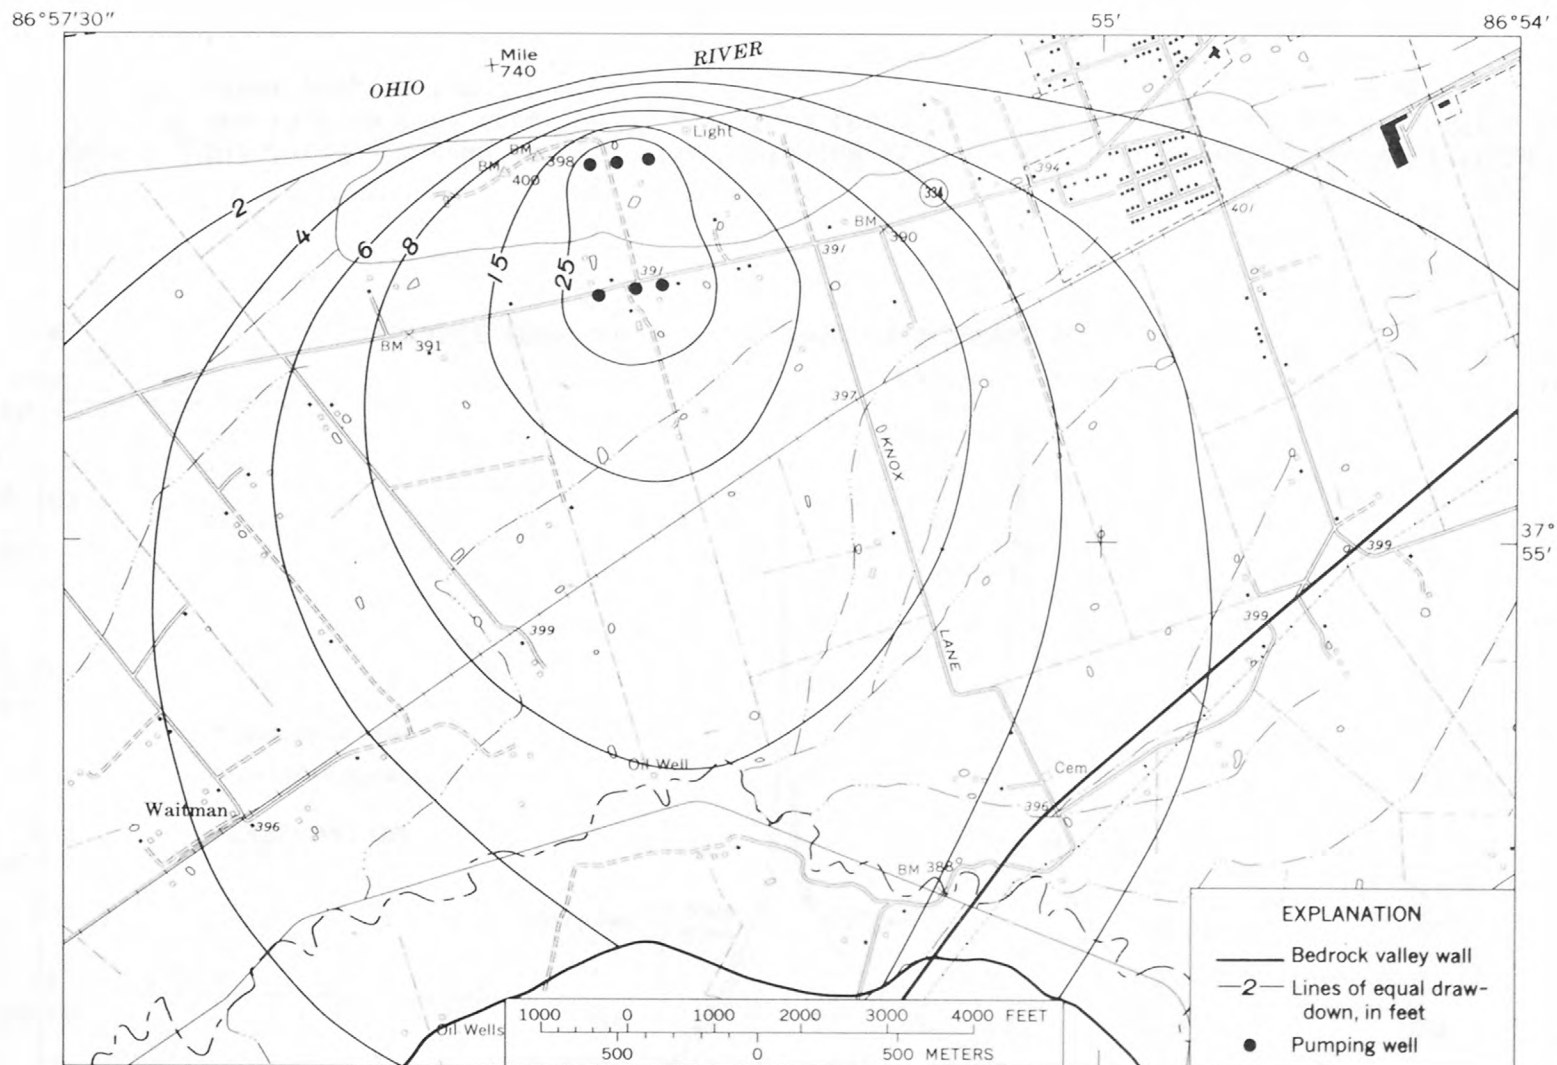 86°57'30" 55' 86°54'
Mile
740
OHIO RIVER
Light
BM 398
BM 400
394
334
401
2
4
6
8
15
25
BM 390
391
391
BM 391
397
KNOX
37°
55'
399
399
399
LANE
Oil Well
Cem
Waitman
396
396
BM 388
Oil Wells
EXPLANATION
Bedrock valley wall
—2— Lines of equal draw-
down, in feet
Pumping well
1000 0 1000 2000 3000 4000 FEET
500 0 500 METERS